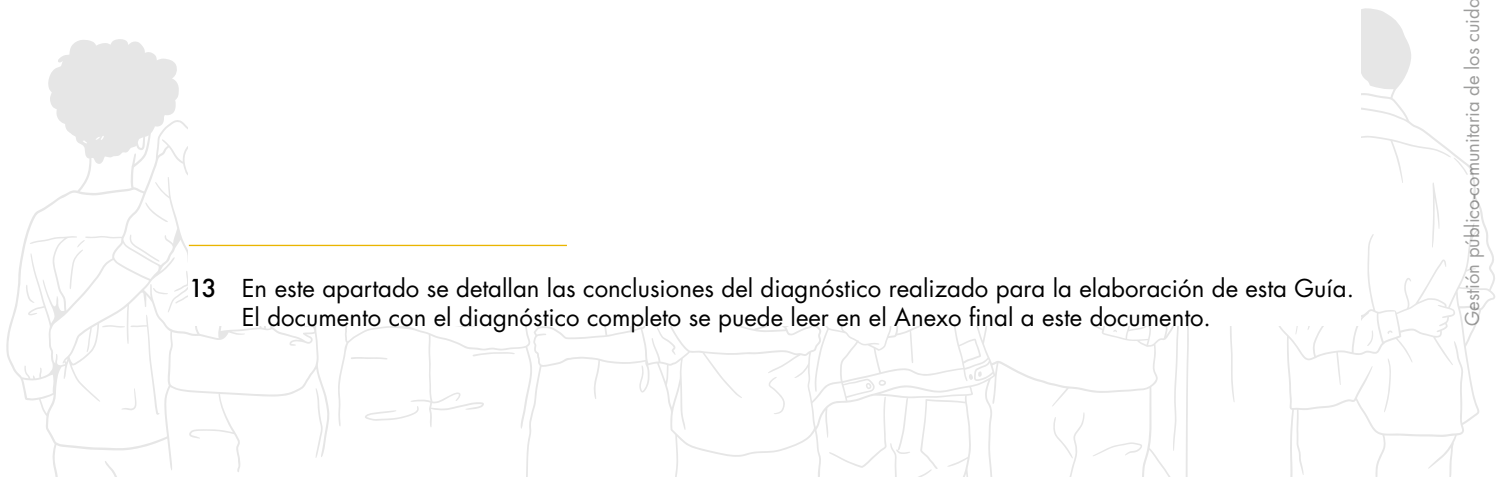 13 En este apartado se detallan las conclusiones del diagnóstico realizado para la elaboración de esta Guía.
El documento con el diagnóstico completo se puede leer en el Anexo final a este documento.
Gestión público-comunitaria de los